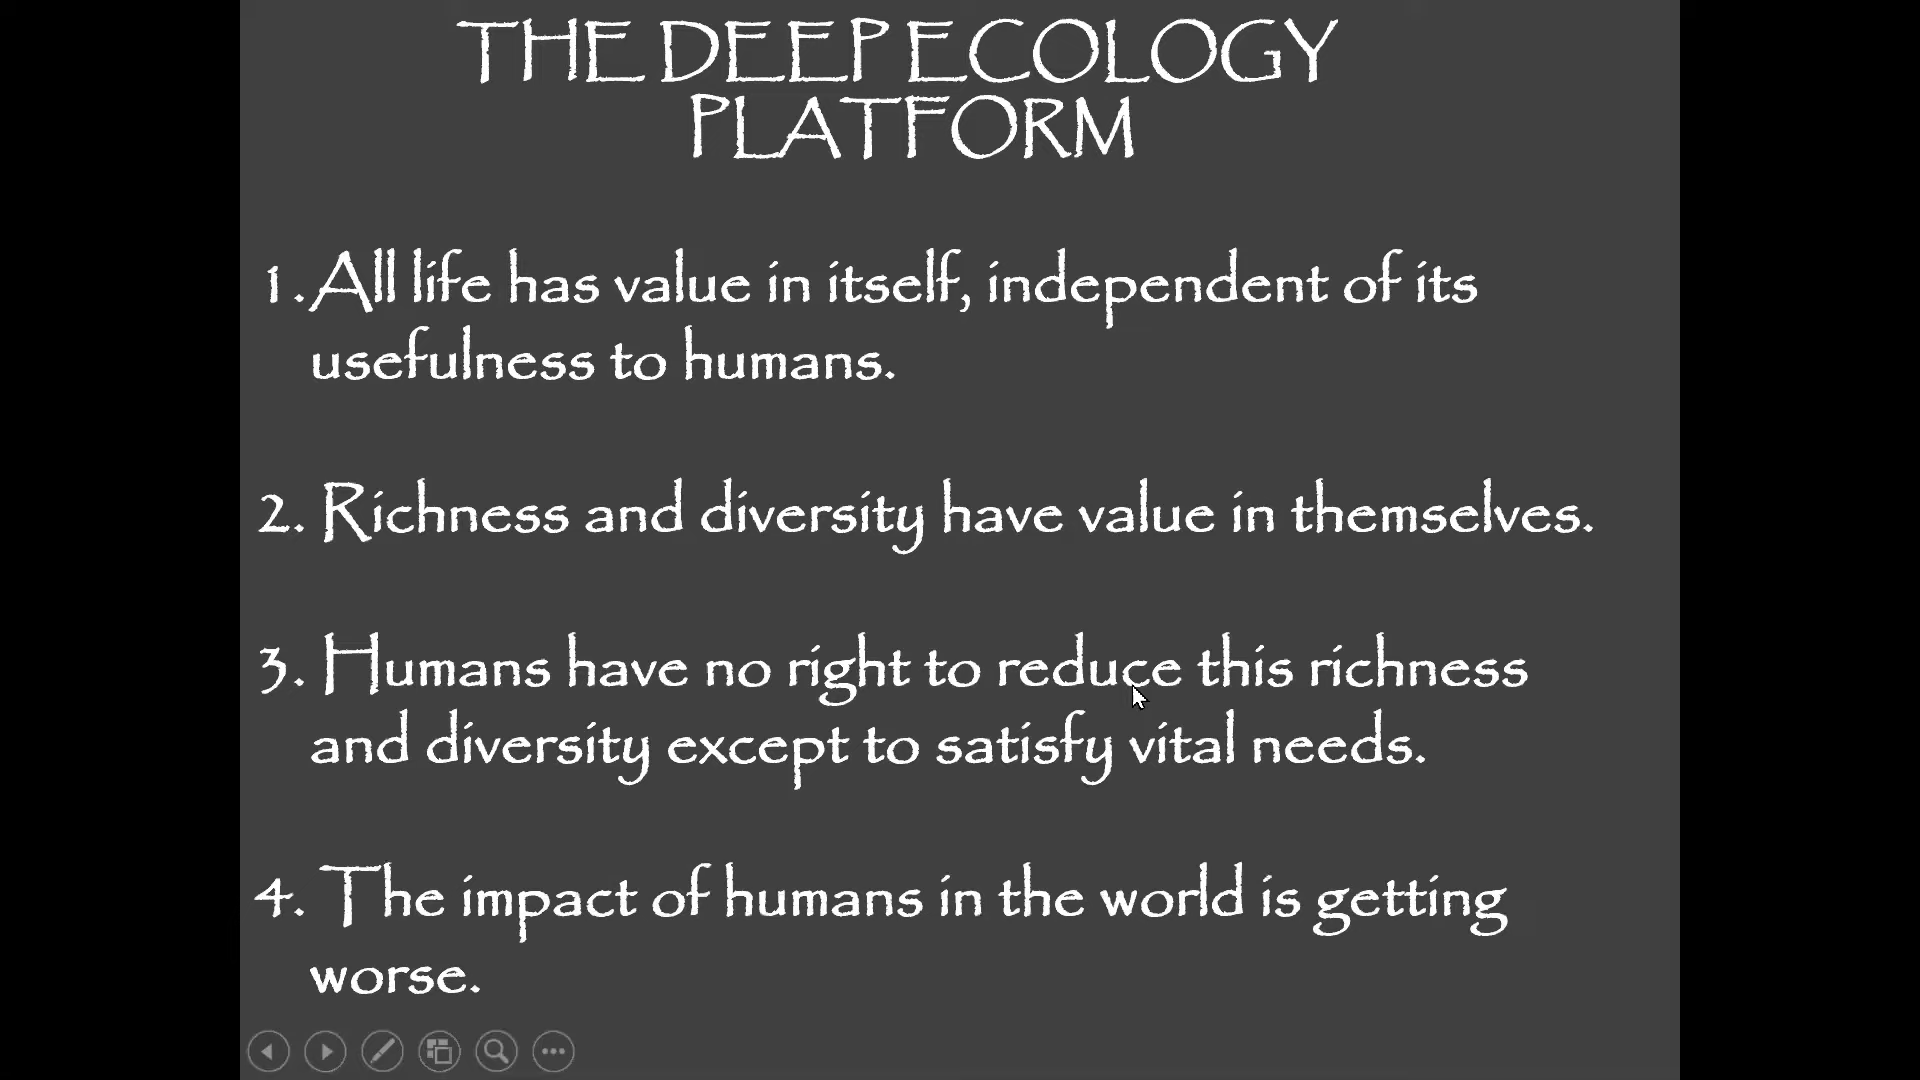 THE DEEP ECOLOGY
PLATFORM
1. All life has value in itself, independent of its
usefulness to humans.
2. Richness and diversity have value in themselves.
3. Humans have no right to reduce this richness
and diversity except to satisfy vital needs.
4. The impact of humans in the world is getting
worse.